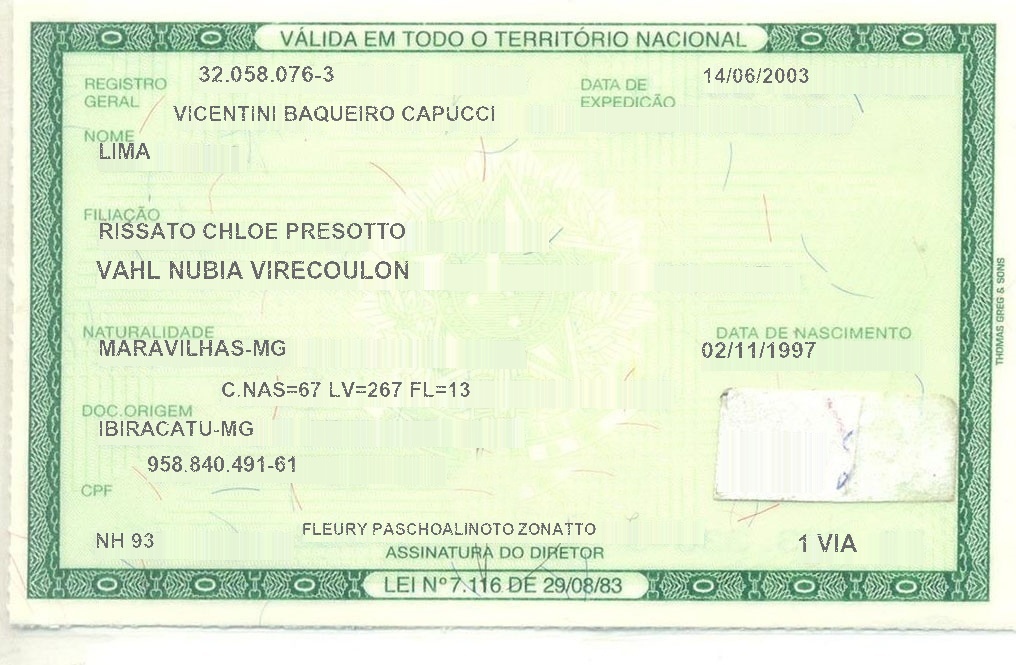 VÁLIDA EM TODO O TERRITÓRIO NACIONAL
REGISTRO GERAL 32.058.076-3 DATA DE EXPEDIÇÃO 14/06/2003
VICENTINI BAQUEIRO CAPUCCI
NOME
LIMA
FILIAÇÃO
RISSATO CHLOE PRESOTTO
VAHL NUBIA VIRECOULON
NATURALIDADE DATA DE NASCIMENTO
MARAVILHAS-MG 02/11/1997
C.NAS=67 LV=267 FL=13
DOC.ORIGEM
IBIRACATU-MG
958.840.491-61
CPF
NH 93 FLEURY PASCHOALINOTO ZONATTO 1 VIA
ASSINATURA DO DIRETOR
LEI Nº 7.116 DE 29/08/83
THOMAS GREG & SONS